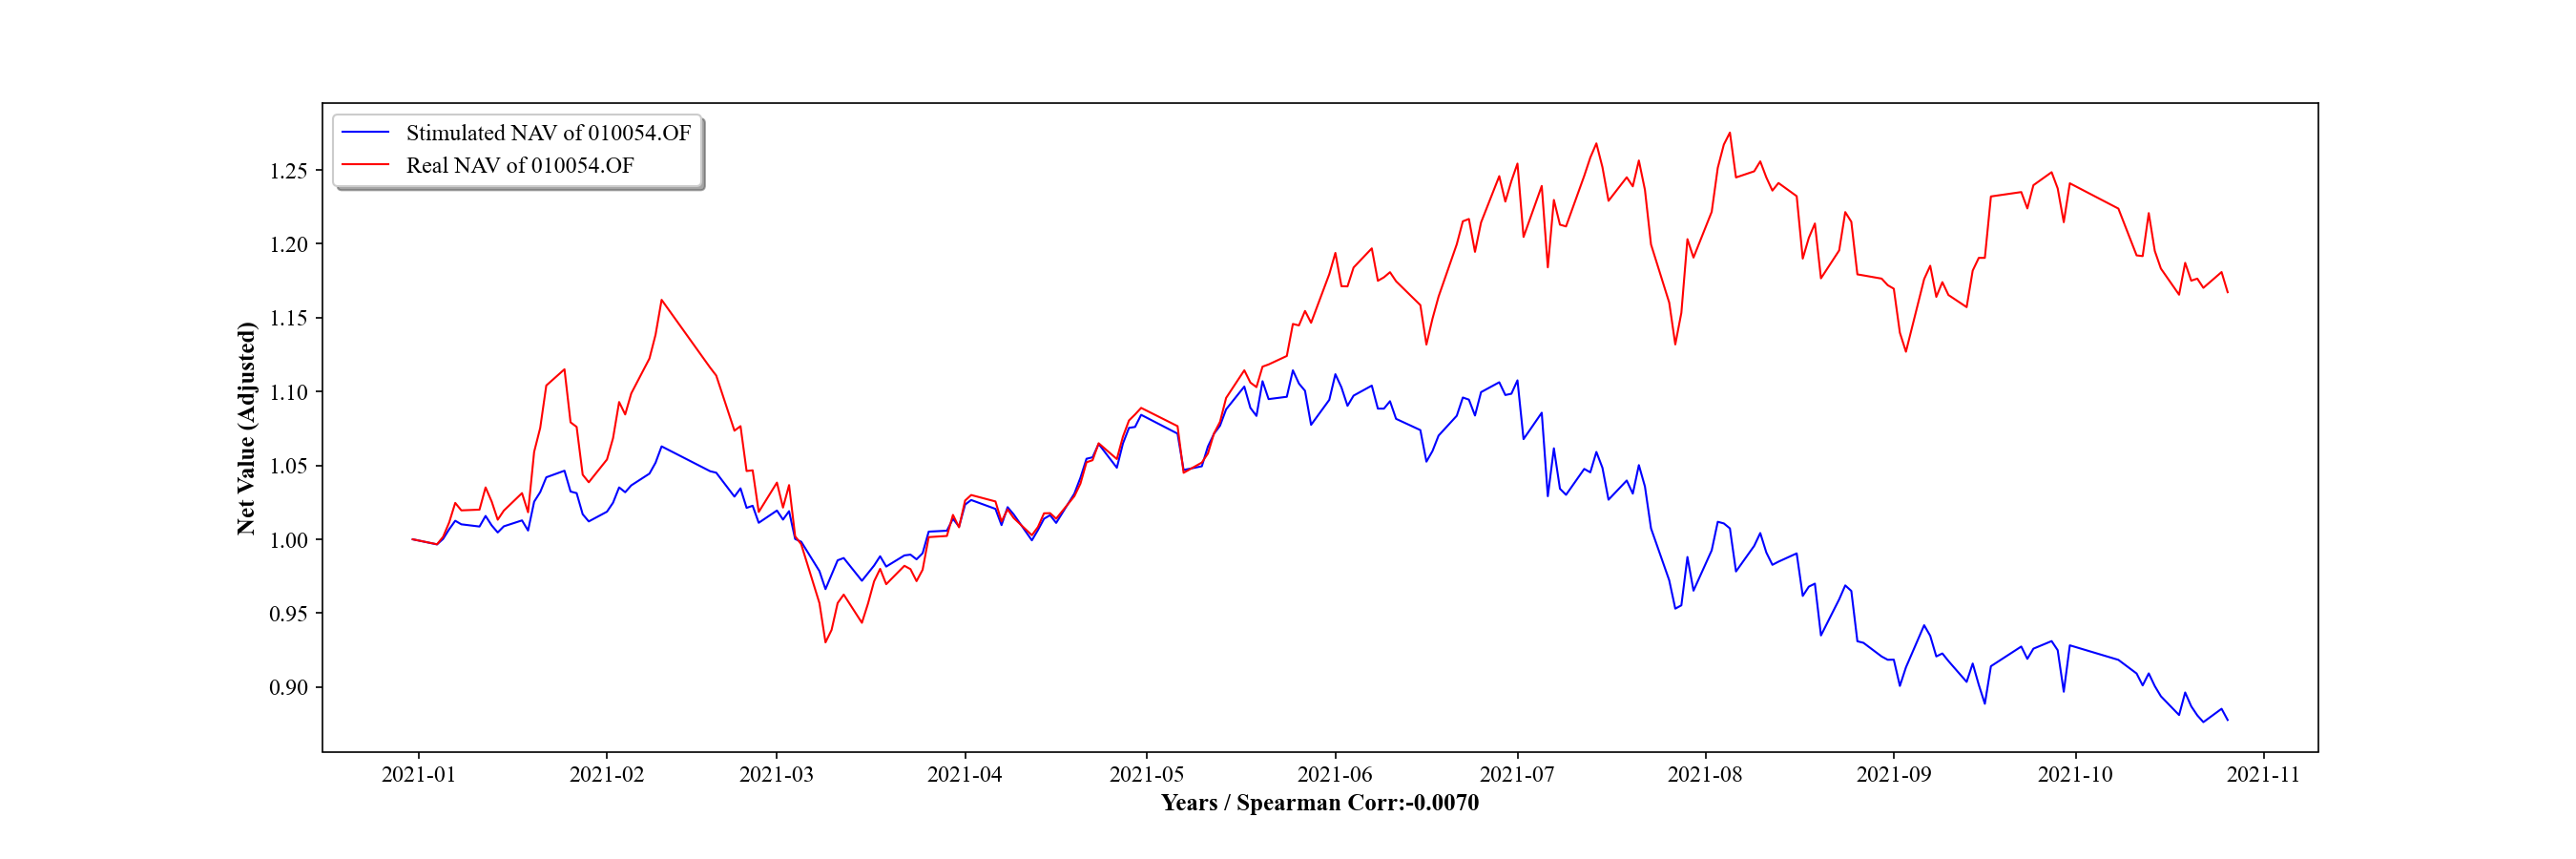 Stimulated NAV of 010054.OF
Real NAV of 010054.OF
1.25
1.20
1.15
1.10
1.05
1.00
0.95
0.90
Net Value (Adjusted)
2021-01 2021-02 2021-03 2021-04 2021-05 2021-06 2021-07 2021-08 2021-09 2021-10 2021-11
Years / Spearman Corr:-0.0070